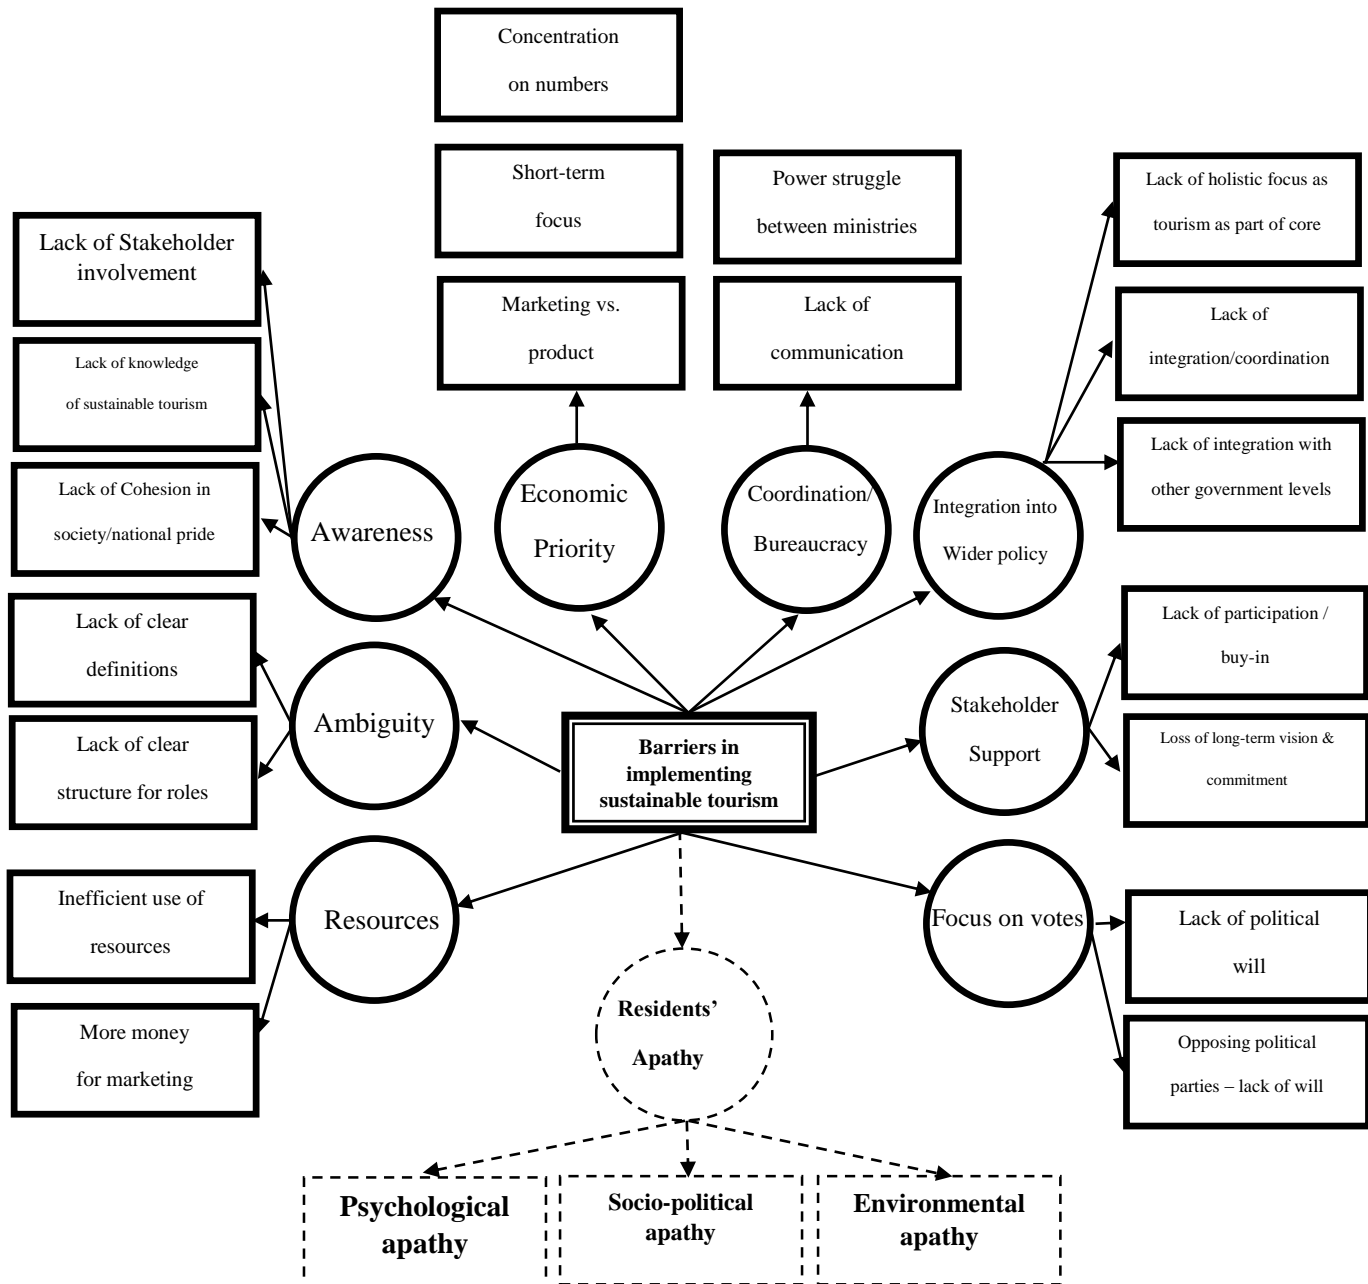 Concentration
on numbers
Short-term
focus
Marketing vs.
product
Power struggle
between ministries
Lack of
communication
Lack of holistic focus as
tourism as part of core
Lack of
integration/coordination
Lack of integration with
other government levels
Lack of Stakeholder
involvement
Lack of knowledge
of sustainable tourism
Lack of Cohesion in
society/national pride
Awareness
Economic
Priority
Coordination/
Bureaucracy
Integration into
Wider policy
Lack of clear
definitions
Lack of clear
structure for roles
Ambiguity
Barriers in
implementing
sustainable tourism
Stakeholder
Support
Lack of participation /
buy-in
Loss of long-term vision &
commitment
Inefficient use of
resources
More money
for marketing
Resources
Residents’
Apathy
Focus on votes
Lack of political
will
Opposing political
parties – lack of will
Psychological
apathy
Socio-political
apathy
Environmental
apathy